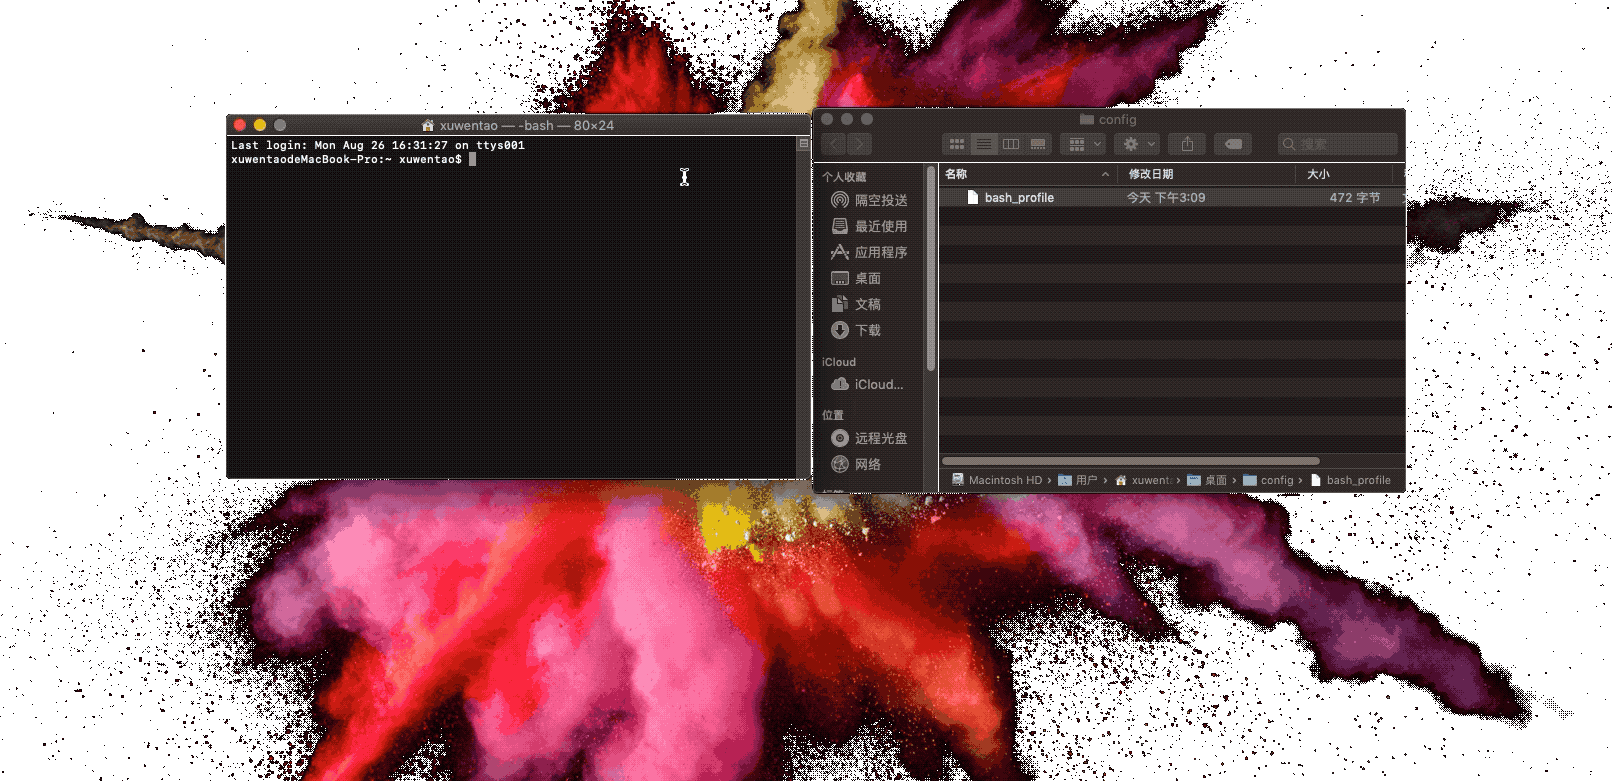 xuwentao — -bash — 80×24
Last login: Mon Aug 26 16:31:27 on ttys001
xuwentaodeMacBook-Pro:~ xuwentao$
config
搜索
个人收藏
隔空投送
最近使用
应用程序
桌面
文稿
下载
iCloud
iCloud...
位置
远程光盘
网络
名称 修改日期 大小
bash_profile 今天 下午3:09 472 字节
Macintosh HD › 用户 › xuwent › 桌面 › config › bash_profile